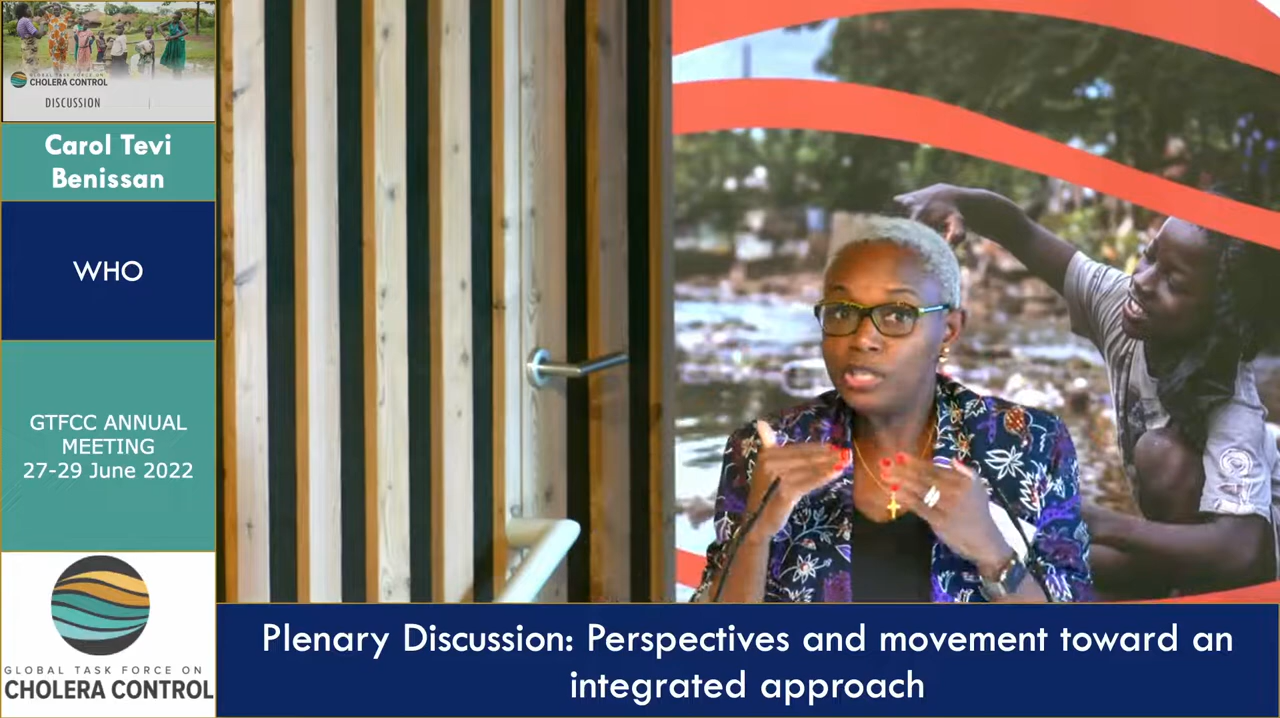 GLOBAL TASK FORCE ON
CHOLERA CONTROL
DISCUSSION
Carol Tevi
Benissan
WHO
GTFCC ANNUAL
MEETING
27-29 June 2022
GLOBAL TASK FORCE ON
CHOLERA CONTROL
Plenary Discussion: Perspectives and movement toward an
integrated approach